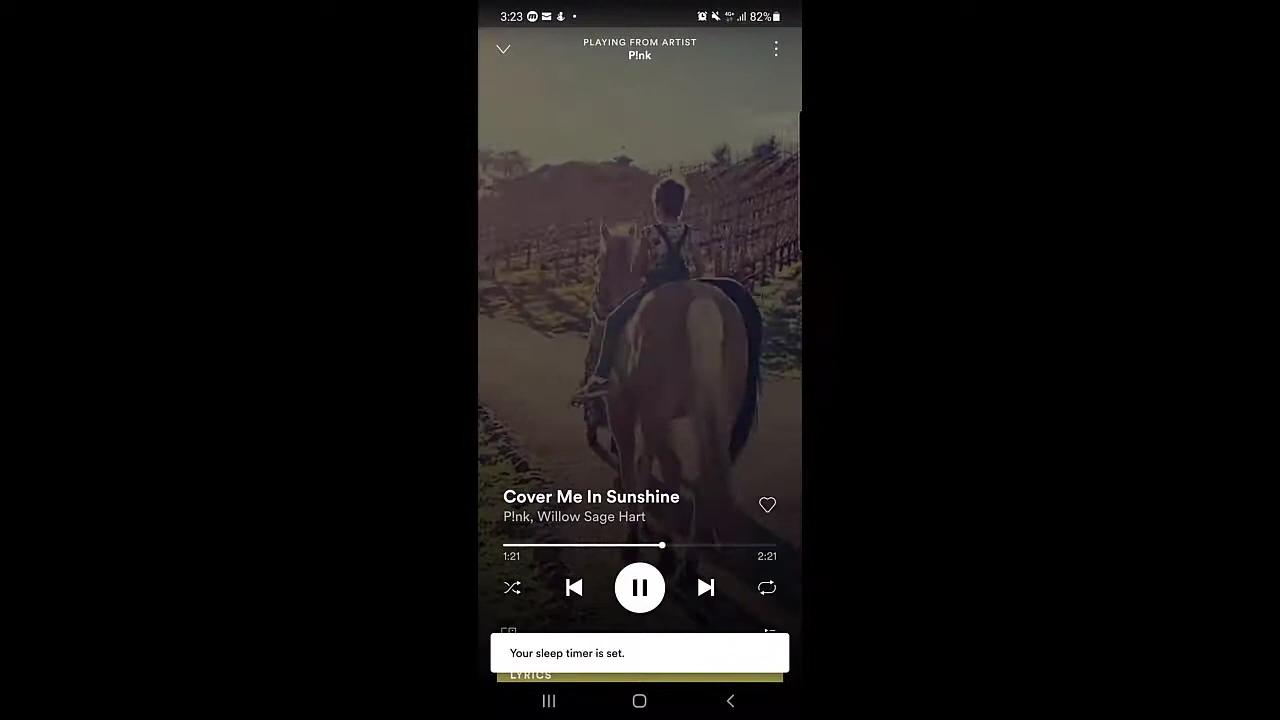 3:23
82%
PLAYING FROM ARTIST
P!nk
Cover Me In Sunshine
P!nk, Willow Sage Hart
1:21
2:21
Your sleep timer is set.
LYRICS